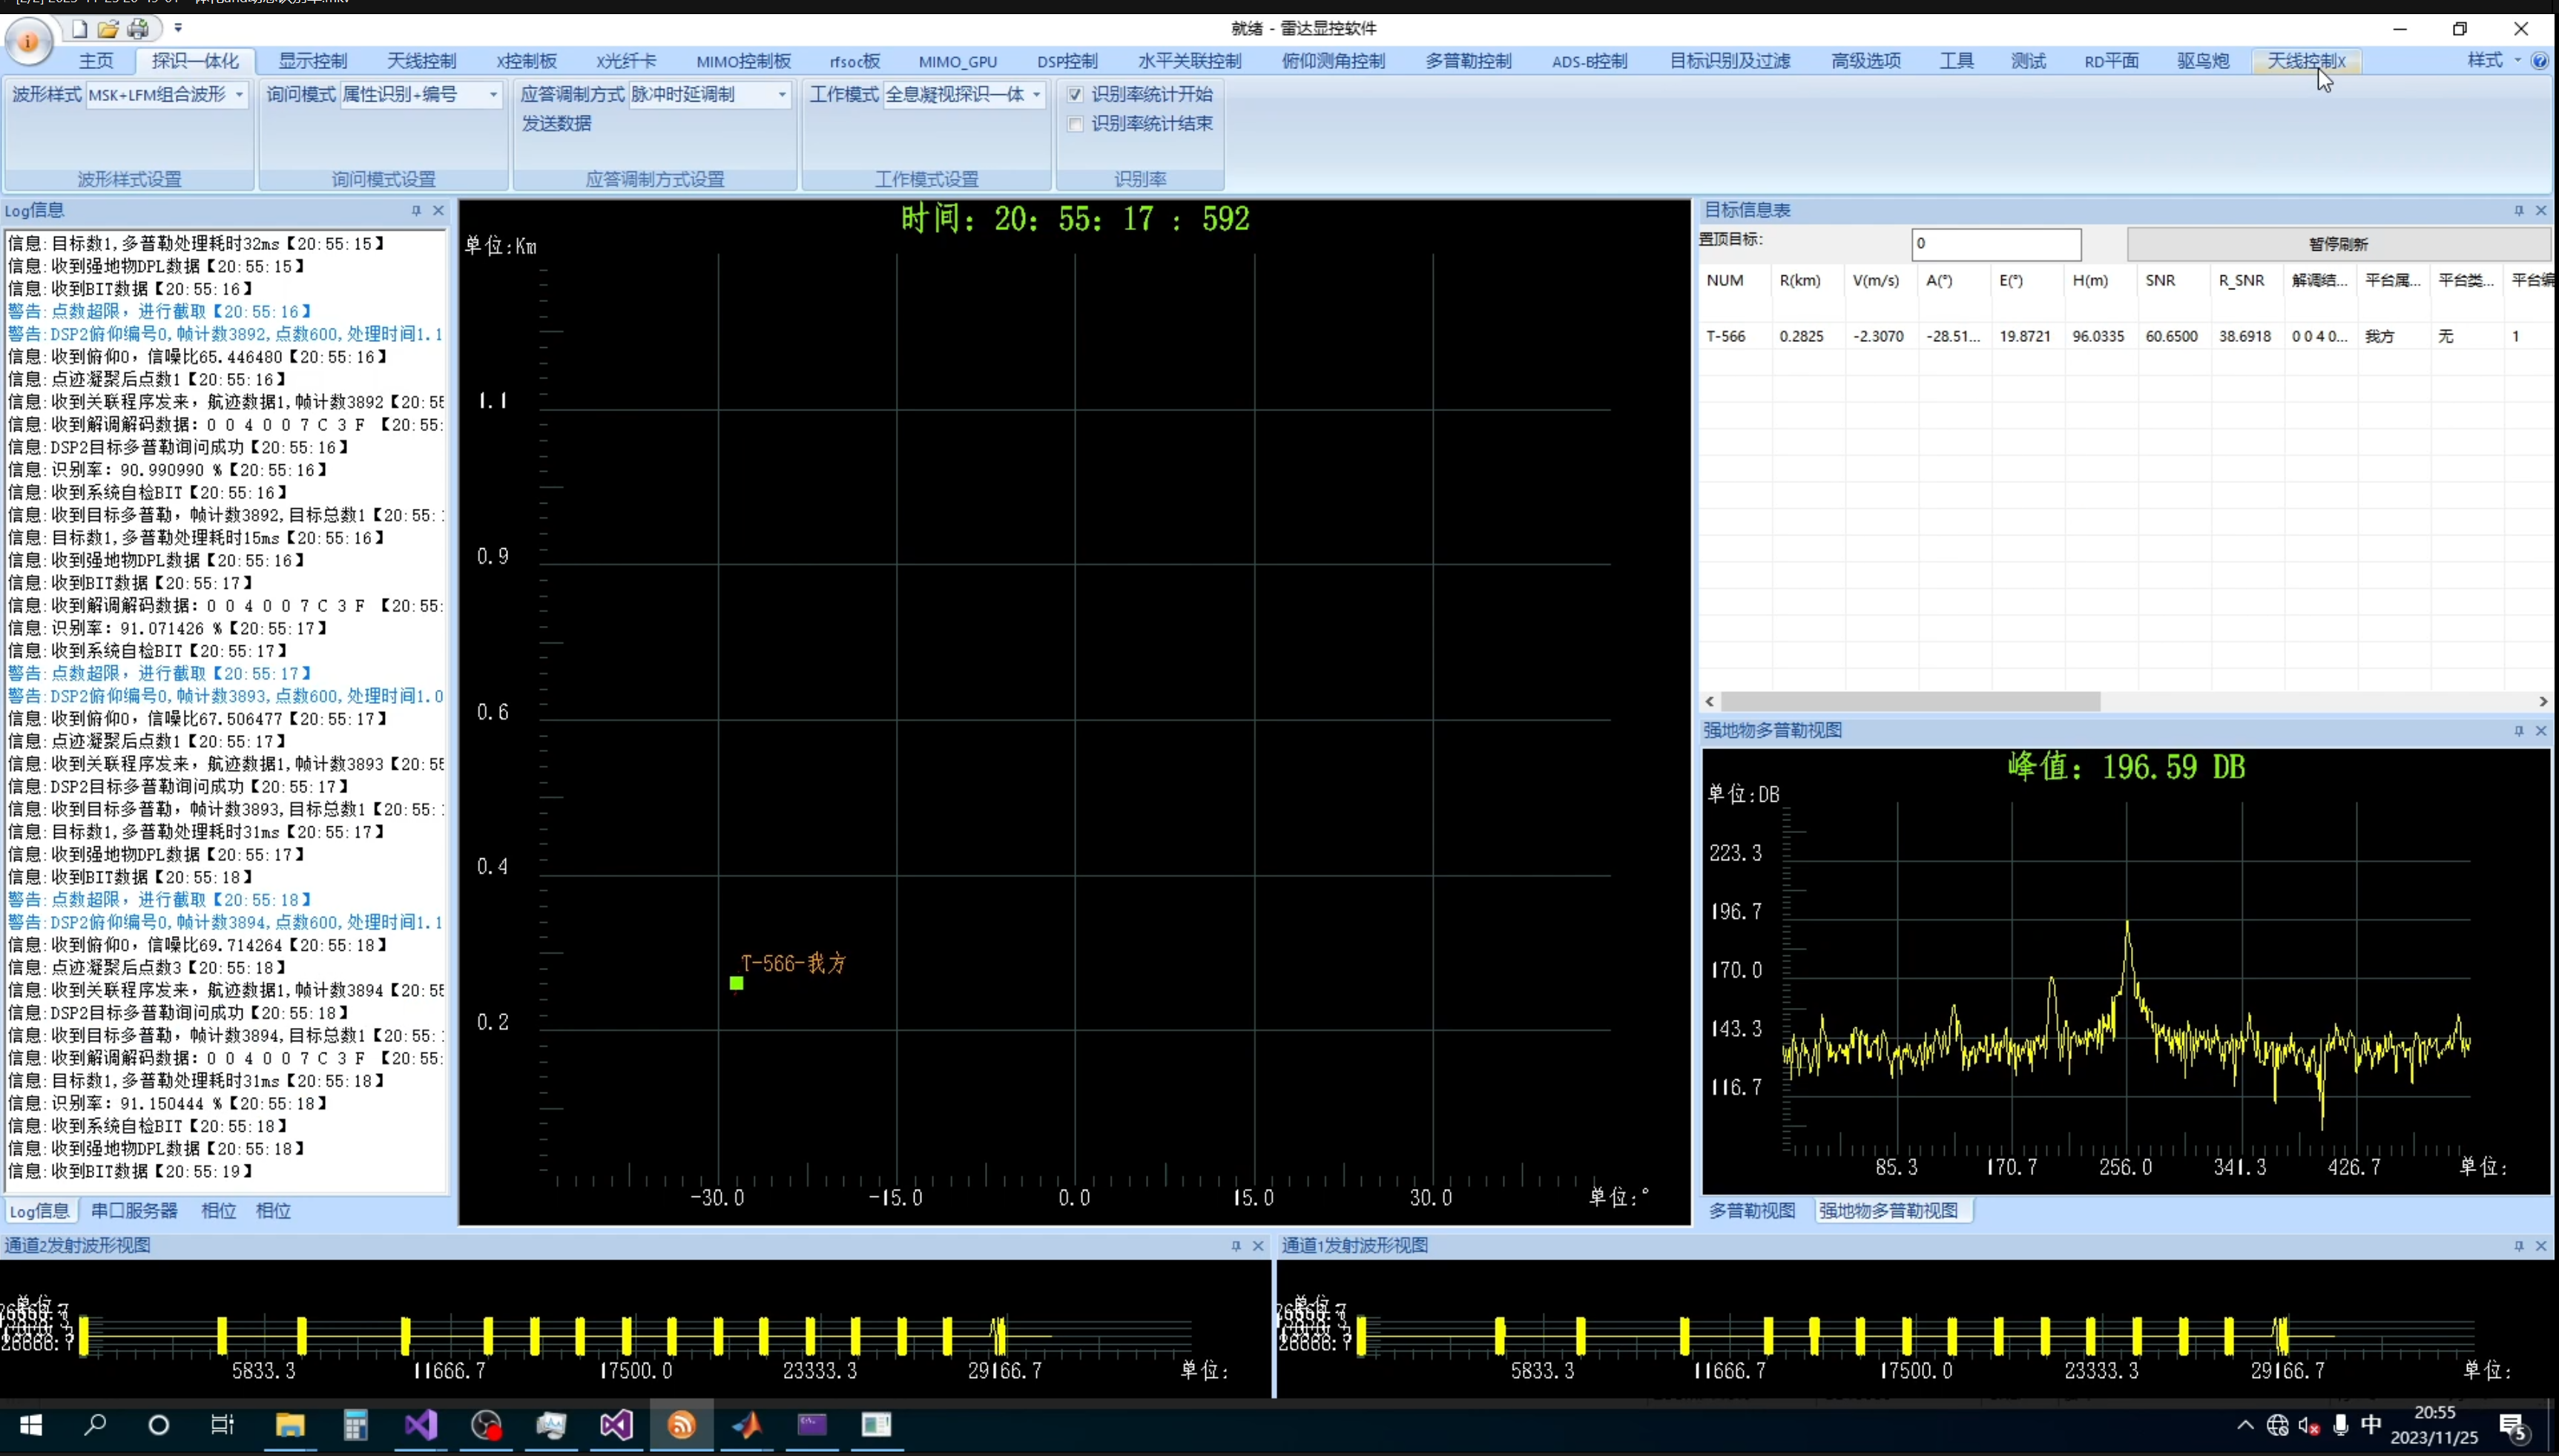 就绪 - 雷达显控软件
主页 探识一体化 显示控制 天线控制 X控制板 X光纤卡 MIMO控制板 rfsoc板 MIMO_GPU DSP控制 水平关联控制 俯仰测角控制 多普勒控制 ADS-B控制 目标识别及过滤 高级选项 工具 测试 RD平面 驱鸟炮 天线控制X 样式
波形样式 MSK+LFM组合波形 询问模式 属性识别+编号 应答调制方式 脉冲时延调制 工作模式 全息凝视探识一体 识别率统计开始
发送数据 识别率统计结束
波形样式设置 询问模式设置 应答调制方式设置 工作模式设置 识别率
Log信息
信息:目标数1,多普勒处理耗时32ms【20:55:15】
信息:收到强地物DPL数据【20:55:15】
信息:收到BIT数据【20:55:16】
警告:点数超限，进行截取【20:55:16】
警告:DSP2俯仰编号0,帧计数3892,点数600,处理时间1.1
信息:收到俯仰0，信噪比65.446480【20:55:16】
信息:点迹凝聚后点数1【20:55:16】
信息:收到关联程序发来，航迹数据1,帧计数3892【20:55
信息:收到解调解码数据：0 0 4 0 0 7 C 3 F 【20:55:
信息:DSP2目标多普勒询问成功【20:55:16】
信息:识别率：90.990990 %【20:55:16】
信息:收到系统自检BIT【20:55:16】
信息:收到目标多普勒，帧计数3892,目标总数1【20:55:
信息:目标数1,多普勒处理耗时15ms【20:55:16】
信息:收到强地物DPL数据【20:55:16】
信息:收到BIT数据【20:55:17】
信息:收到解调解码数据：0 0 4 0 0 7 C 3 F 【20:55:
信息:识别率：91.071426 %【20:55:17】
信息:收到系统自检BIT【20:55:17】
警告:点数超限，进行截取【20:55:17】
警告:DSP2俯仰编号0,帧计数3893,点数600,处理时间1.0
信息:收到俯仰0，信噪比67.506477【20:55:17】
信息:点迹凝聚后点数1【20:55:17】
信息:收到关联程序发来，航迹数据1,帧计数3893【20:55
信息:DSP2目标多普勒询问成功【20:55:17】
信息:收到目标多普勒，帧计数3893,目标总数1【20:55:
信息:目标数1,多普勒处理耗时31ms【20:55:17】
信息:收到强地物DPL数据【20:55:17】
信息:收到BIT数据【20:55:18】
警告:点数超限，进行截取【20:55:18】
警告:DSP2俯仰编号0,帧计数3894,点数600,处理时间1.1
信息:收到俯仰0，信噪比69.714264【20:55:18】
信息:点迹凝聚后点数3【20:55:18】
信息:收到关联程序发来，航迹数据1,帧计数3894【20:55
信息:DSP2目标多普勒询问成功【20:55:18】
信息:收到目标多普勒，帧计数3894,目标总数1【20:55:
信息:收到解调解码数据：0 0 4 0 0 7 C 3 F 【20:55:
信息:目标数1,多普勒处理耗时31ms【20:55:18】
信息:识别率：91.150444 %【20:55:18】
信息:收到系统自检BIT【20:55:18】
信息:收到强地物DPL数据【20:55:18】
信息:收到BIT数据【20:55:19】
Log信息 串口服务器 相位 相位
时间：20：55：17 ：592
单位:Km
1.1
0.9
0.6
0.4
T-566-我方
0.2
-30.0 -15.0 0.0 15.0 30.0 单位:°
目标信息表
置顶目标: 0 暂停刷新
NUM R(km) V(m/s) A(°) E(°) H(m) SNR R_SNR 解调结... 平台属... 平台类... 平台编
T-566 0.2825 -2.3070 -28.51... 19.8721 96.0335 60.6500 38.6918 0 0 4 0... 我方 无 1
强地物多普勒视图
峰值：196.59 DB
单位:DB
223.3
196.7
170.0
143.3
116.7
85.3 170.7 256.0 341.3 426.7 单位:
多普勒视图 强地物多普勒视图
通道2发射波形视图
单位
5833.3 11666.7 17500.0 23333.3 29166.7 单位:
通道1发射波形视图
单位
5833.3 11666.7 17500.0 23333.3 29166.7 单位:
中 20:55
2023/11/25
5